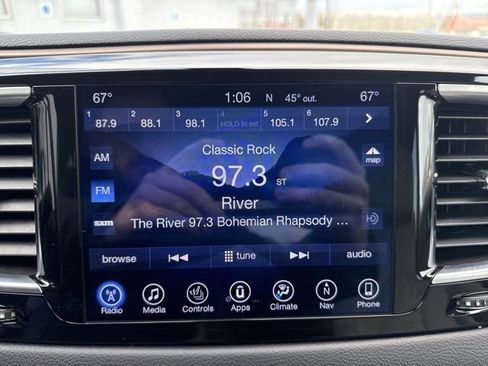 67° 1:06 N 45° out. 67°
1 2 3 4 5 6
87.9 88.1 98.1 HOLD to set 105.1 107.9
AM Classic Rock map
97.3 ST
FM River
sxm The River 97.3 Bohemian Rhapsody ...
browse tune audio
Radio Media Controls Apps Climate Nav Phone